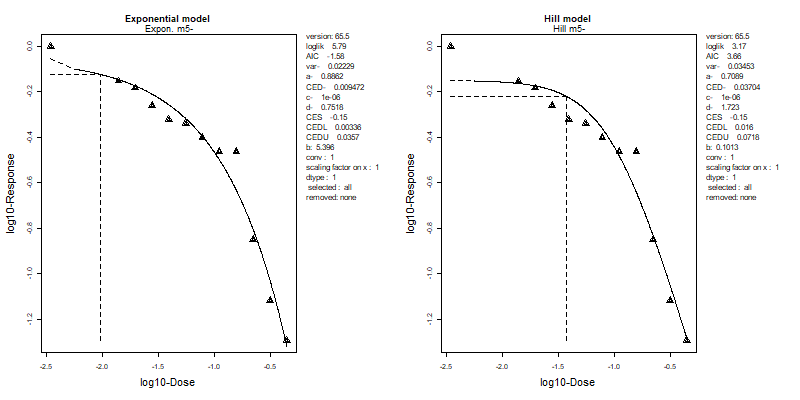 Exponential model
Expon. m5-
version: 65.5
loglik 5.79
AIC -1.58
var- 0.02229
a- 0.8862
CED- 0.009472
c- 1e-06
d- 0.7518
CES -0.15
CEDL 0.00336
CEDU 0.0357
b: 5.396
conv : 1
scaling factor on x : 1
dtype : 1
selected : all
removed: none
log10-Response
0.0
-0.2
-0.4
-0.6
-0.8
-1.0
-1.2
-2.5 -2.0 -1.5 -1.0 -0.5
log10-Dose
Hill model
Hill m5-
version: 65.5
loglik 3.17
AIC 3.66
var- 0.03453
a- 0.7089
CED- 0.03704
c- 1e-06
d- 1.723
CES -0.15
CEDL 0.016
CEDU 0.0718
b: 0.1013
conv : 1
scaling factor on x : 1
dtype : 1
selected : all
removed: none
log10-Response
0.0
-0.2
-0.4
-0.6
-0.8
-1.0
-1.2
-2.5 -2.0 -1.5 -1.0 -0.5
log10-Dose